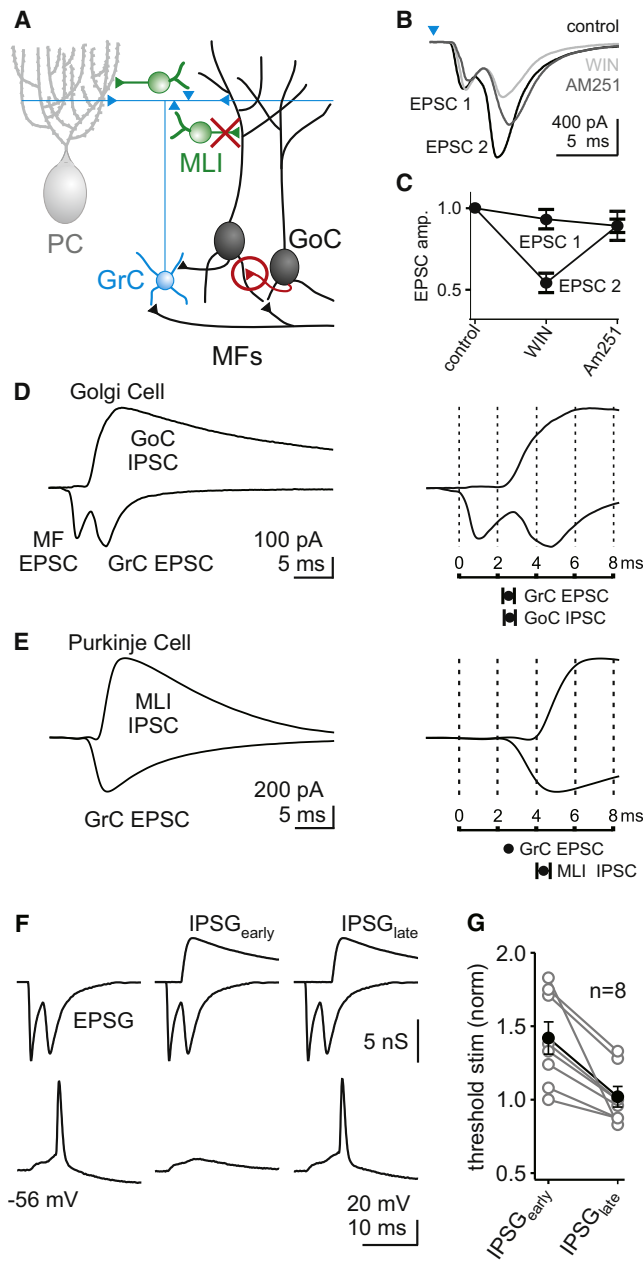 A
PC
MLI
GoC
GrC
MFs
B
control
WIN
AM251
EPSC 1
EPSC 2
400 pA
5 ms
C
EPSC amp.
1.0
0.5
EPSC 1
EPSC 2
control
WIN
Am251
D
Golgi Cell
GoC
IPSC
MF
EPSC
GrC EPSC
100 pA
5 ms
0 2 4 6 8 ms
GrC EPSC
GoC IPSC
E
Purkinje Cell
MLI
IPSC
GrC EPSC
200 pA
5 ms
0 2 4 6 8 ms
GrC EPSC
MLI IPSC
F
IPSGearly
IPSGlate
EPSG
5 nS
-56 mV
20 mV
10 ms
G
threshold stim (norm)
2.0
1.5
1.0
0.5
n=8
IPSGearly
IPSGlate